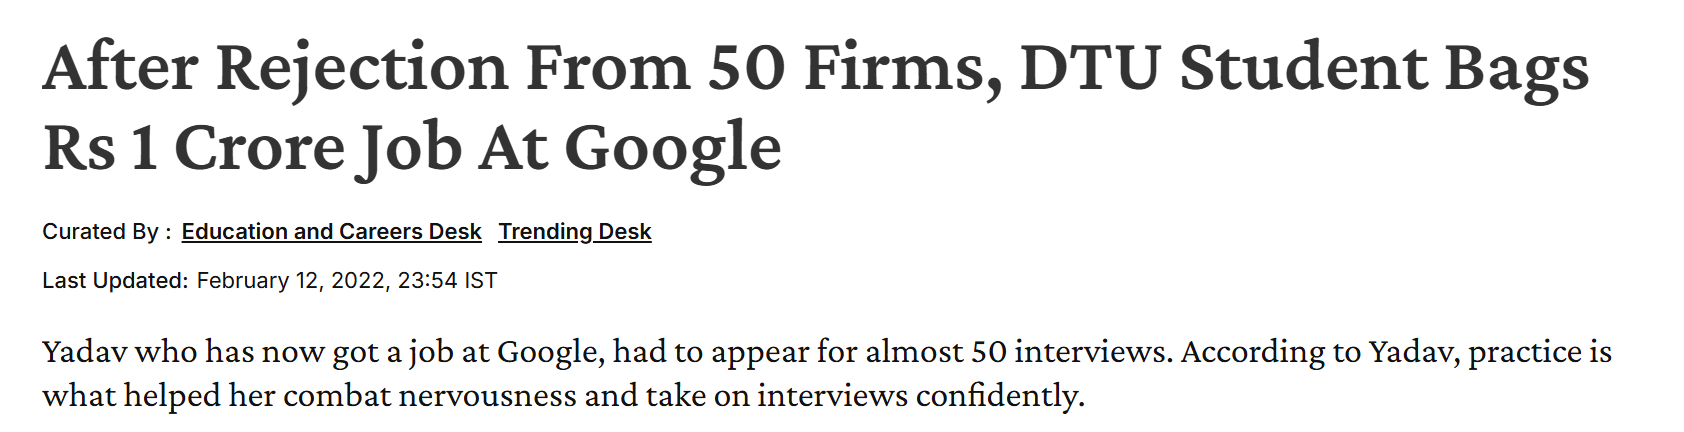 After Rejection From 50 Firms, DTU Student Bags
Rs 1 Crore Job At Google
Curated By : Education and Careers Desk Trending Desk
Last Updated: February 12, 2022, 23:54 IST
Yadav who has now got a job at Google, had to appear for almost 50 interviews. According to Yadav, practice is
what helped her combat nervousness and take on interviews confidently.